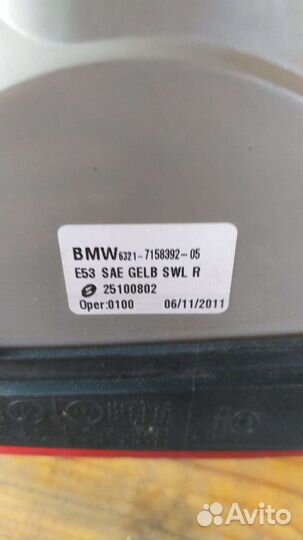 BMW 6321-7158392-05
E53 SAE GELB SWL R
25100802
Oper:0100 06/11/2011
Avito